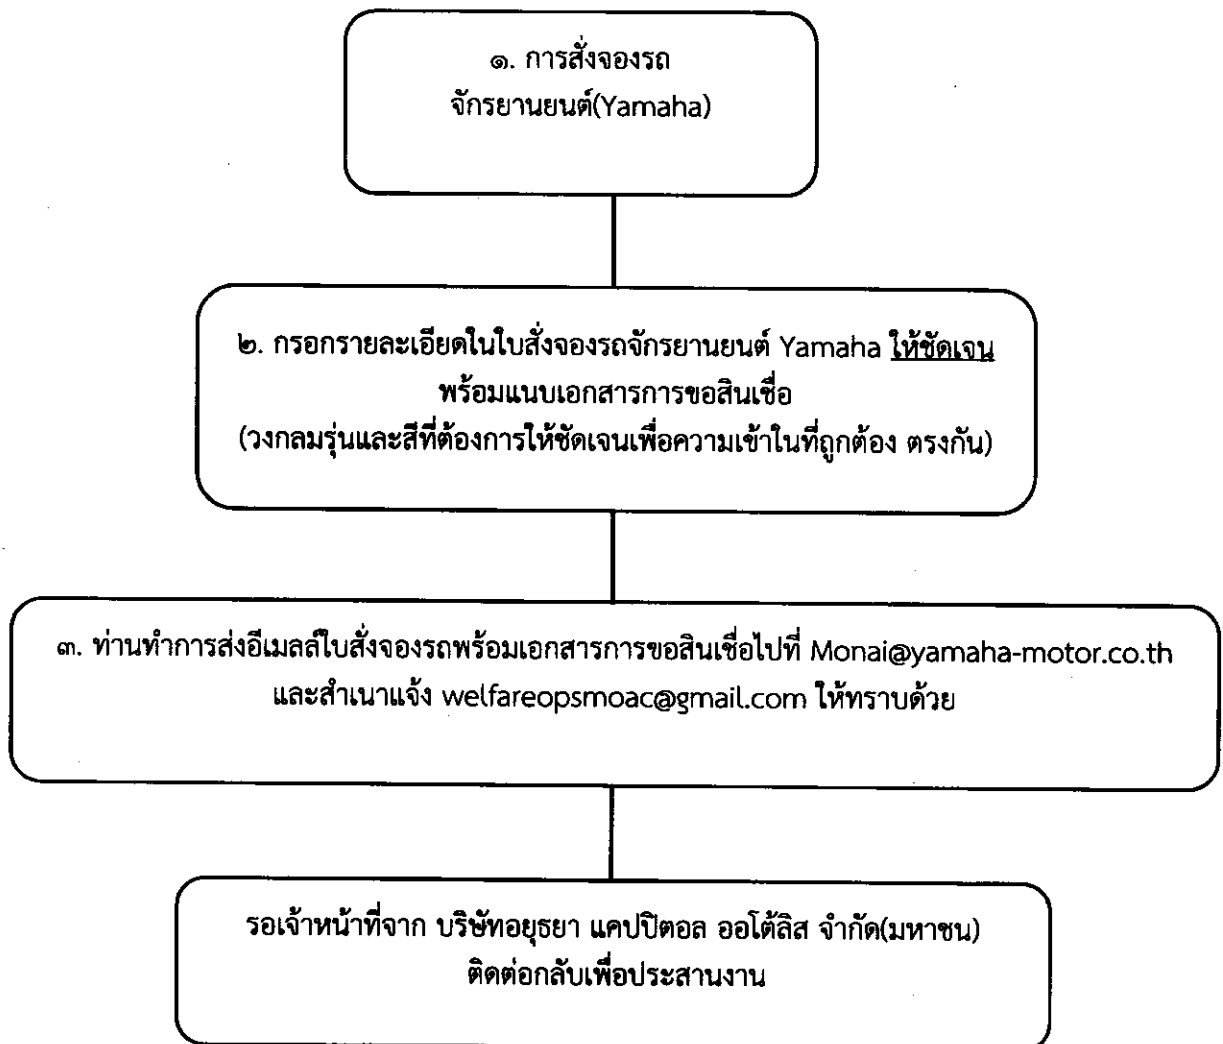 ๑. การสั่งจองรถ
จักรยานยนต์(Yamaha)
๒. กรอกรายละเอียดในใบสั่งจองรถจักรยานยนต์ Yamaha ให้ชัดเจน
พร้อมแนบเอกสารการขอสินเชื่อ
(วงกลมรุ่นและสีที่ต้องการให้ชัดเจนเพื่อความเข้าในที่ถูกต้อง ตรงกัน)
๓. ท่านทำการส่งอีเมลล์ใบสั่งจองรถพร้อมเอกสารการขอสินเชื่อไปที่ Monai@yamaha-motor.co.th
และสำเนาแจ้ง welfareopsmoac@gmail.com ให้ทราบด้วย
รอเจ้าหน้าที่จาก บริษัทอยุธยา แคปปิตอล ออโต้ลิส จำกัด(มหาชน)
ติดต่อกลับเพื่อประสานงาน